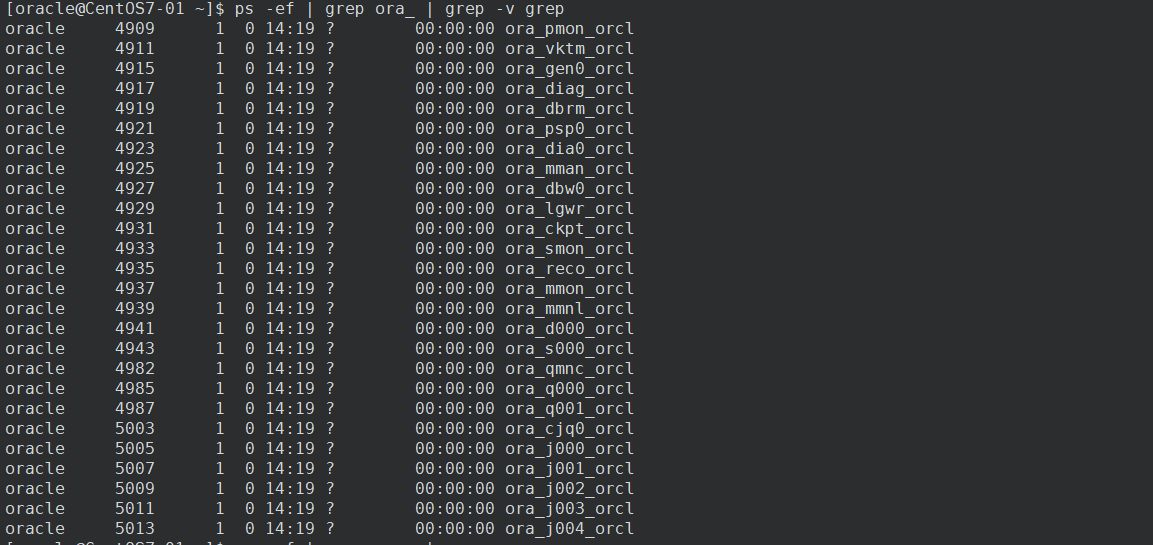 [oracle@CentOS7-01 ~]$ ps -ef | grep ora_ | grep -v grep
oracle     4909      1  0 14:19 ?        00:00:00 ora_pmon_orcl
oracle     4911      1  0 14:19 ?        00:00:00 ora_vktm_orcl
oracle     4915      1  0 14:19 ?        00:00:00 ora_gen0_orcl
oracle     4917      1  0 14:19 ?        00:00:00 ora_diag_orcl
oracle     4919      1  0 14:19 ?        00:00:00 ora_dbrm_orcl
oracle     4921      1  0 14:19 ?        00:00:00 ora_psp0_orcl
oracle     4923      1  0 14:19 ?        00:00:00 ora_dia0_orcl
oracle     4925      1  0 14:19 ?        00:00:00 ora_mman_orcl
oracle     4927      1  0 14:19 ?        00:00:00 ora_dbw0_orcl
oracle     4929      1  0 14:19 ?        00:00:00 ora_lgwr_orcl
oracle     4931      1  0 14:19 ?        00:00:00 ora_ckpt_orcl
oracle     4933      1  0 14:19 ?        00:00:00 ora_smon_orcl
oracle     4935      1  0 14:19 ?        00:00:00 ora_reco_orcl
oracle     4937      1  0 14:19 ?        00:00:00 ora_mmon_orcl
oracle     4939      1  0 14:19 ?        00:00:00 ora_mmnl_orcl
oracle     4941      1  0 14:19 ?        00:00:00 ora_d000_orcl
oracle     4943      1  0 14:19 ?        00:00:00 ora_s000_orcl
oracle     4982      1  0 14:19 ?        00:00:00 ora_qmnc_orcl
oracle     4985      1  0 14:19 ?        00:00:00 ora_q000_orcl
oracle     4987      1  0 14:19 ?        00:00:00 ora_q001_orcl
oracle     5003      1  0 14:19 ?        00:00:00 ora_cjq0_orcl
oracle     5005      1  0 14:19 ?        00:00:00 ora_j000_orcl
oracle     5007      1  0 14:19 ?        00:00:00 ora_j001_orcl
oracle     5009      1  0 14:19 ?        00:00:00 ora_j002_orcl
oracle     5011      1  0 14:19 ?        00:00:00 ora_j003_orcl
oracle     5013      1  0 14:19 ?        00:00:00 ora_j004_orcl